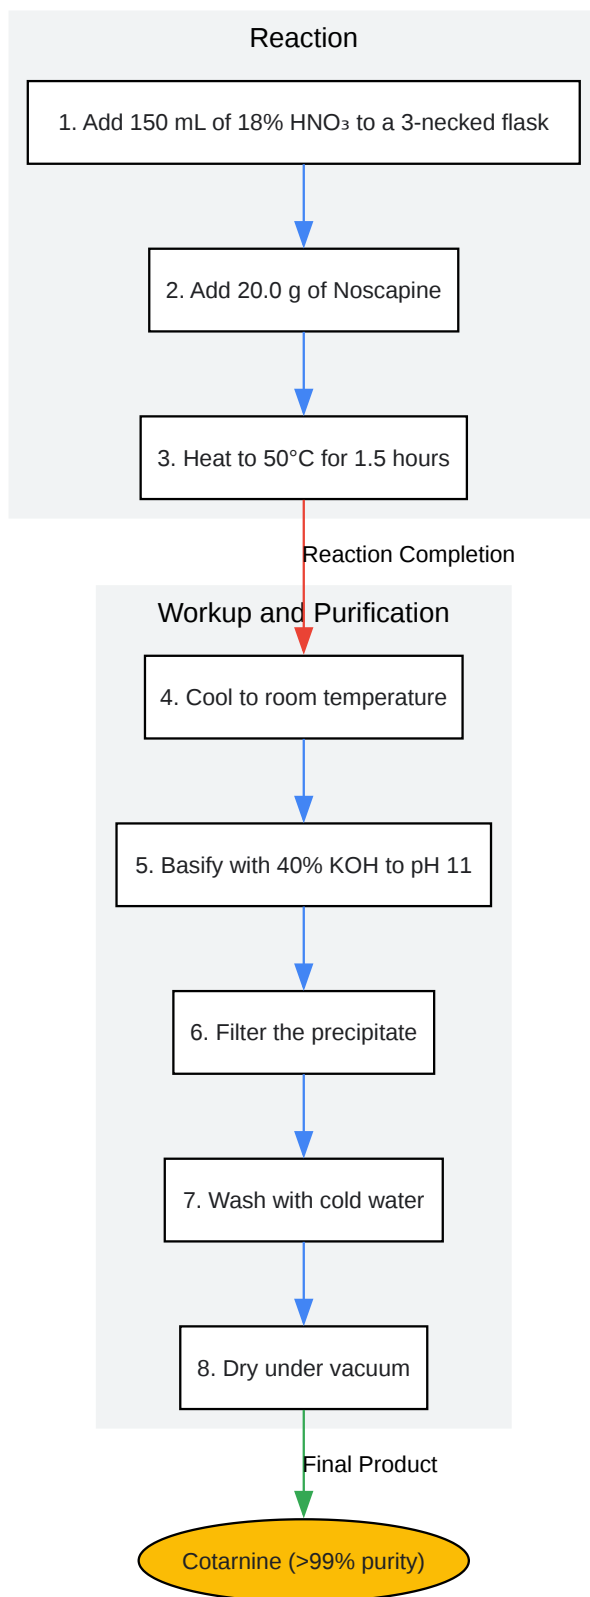 Reaction
1. Add 150 mL of 18% HNO₃ to a 3-necked flask
2. Add 20.0 g of Noscapine
3. Heat to 50°C for 1.5 hours
Reaction Completion
Workup and Purification
4. Cool to room temperature
5. Basify with 40% KOH to pH 11
6. Filter the precipitate
7. Wash with cold water
8. Dry under vacuum
Final Product
Cotarnine (>99% purity)